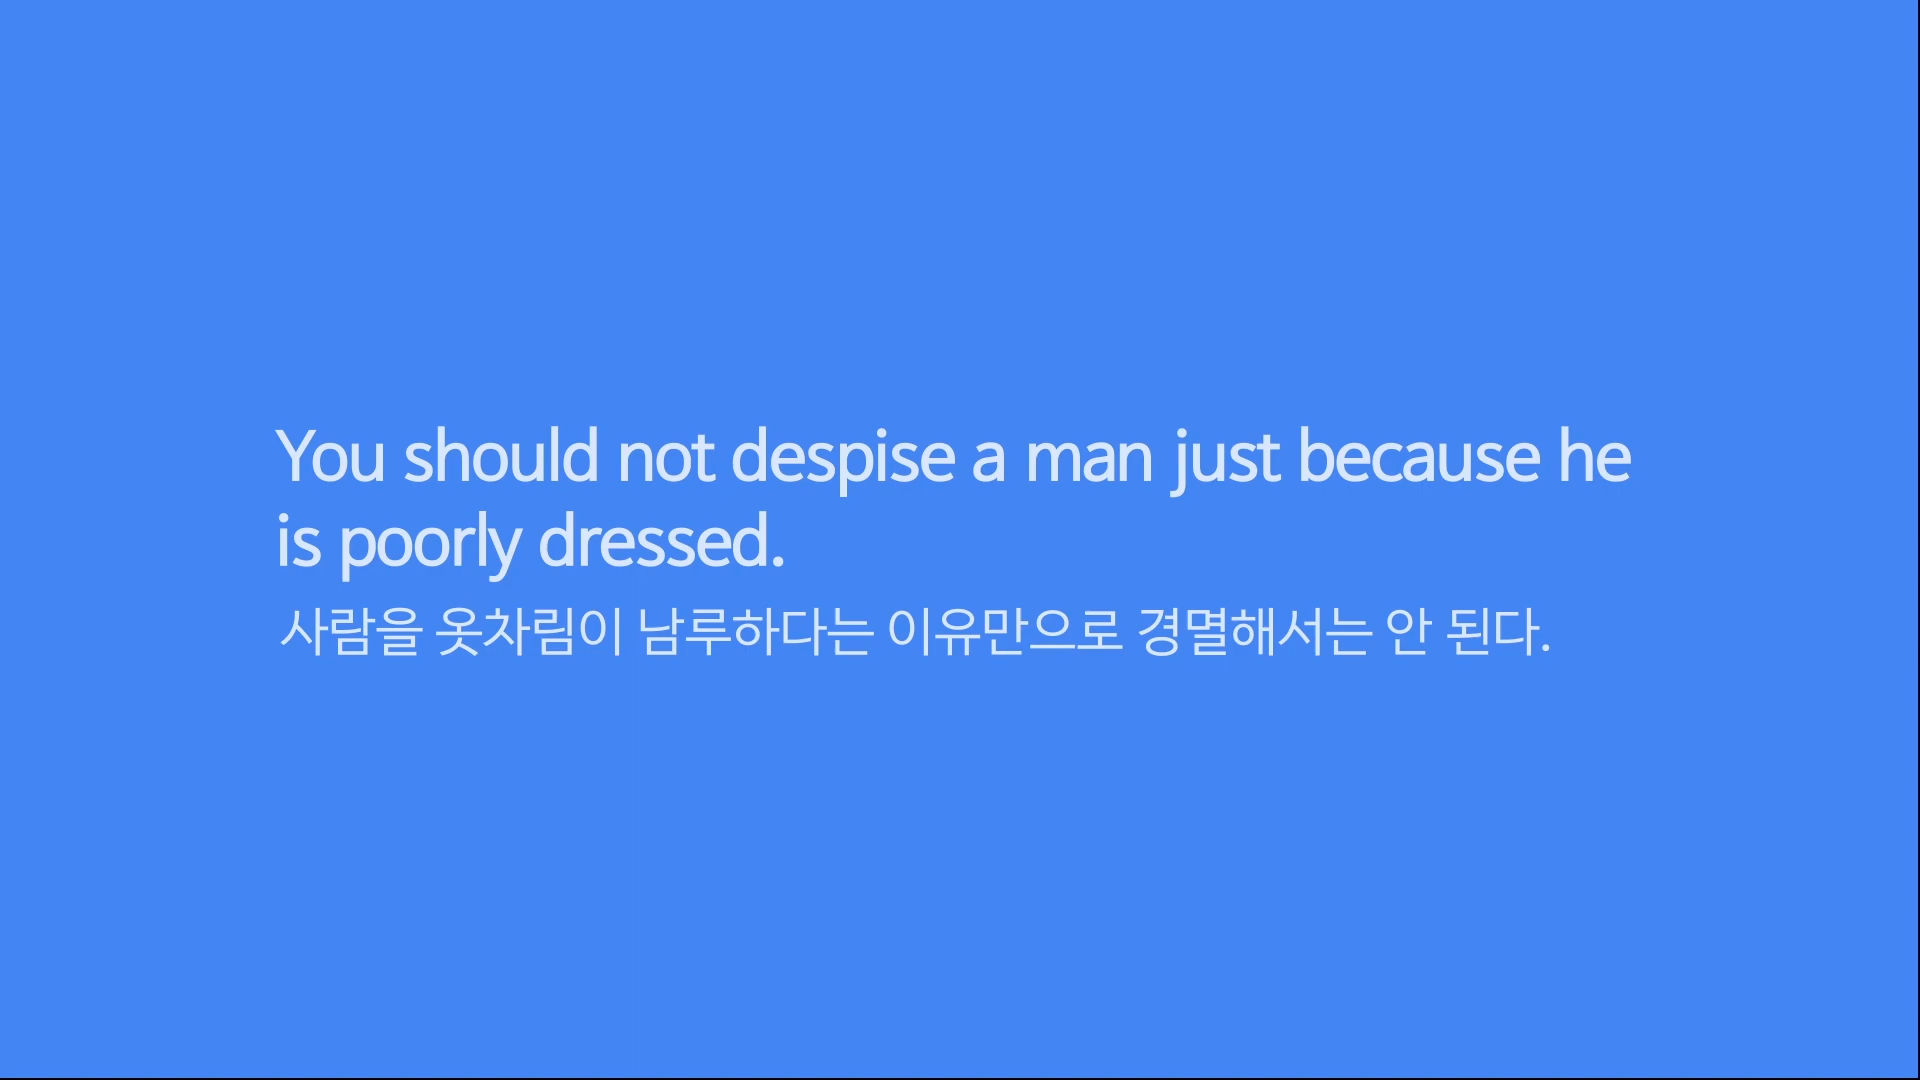 You should not despise a man just because he
is poorly dressed.
사람을 옷차림이 남루하다는 이유만으로 경멸해서는 안 된다.